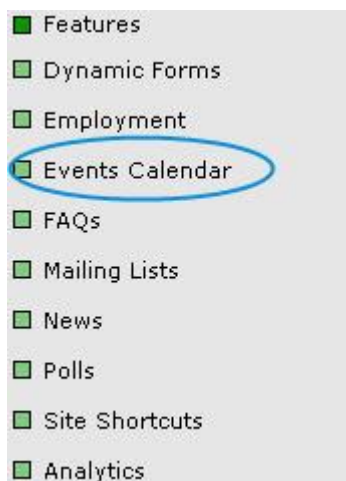 Features
Dynamic Forms
Employment
Events Calendar
FAQs
Mailing Lists
News
Polls
Site Shortcuts
Analytics